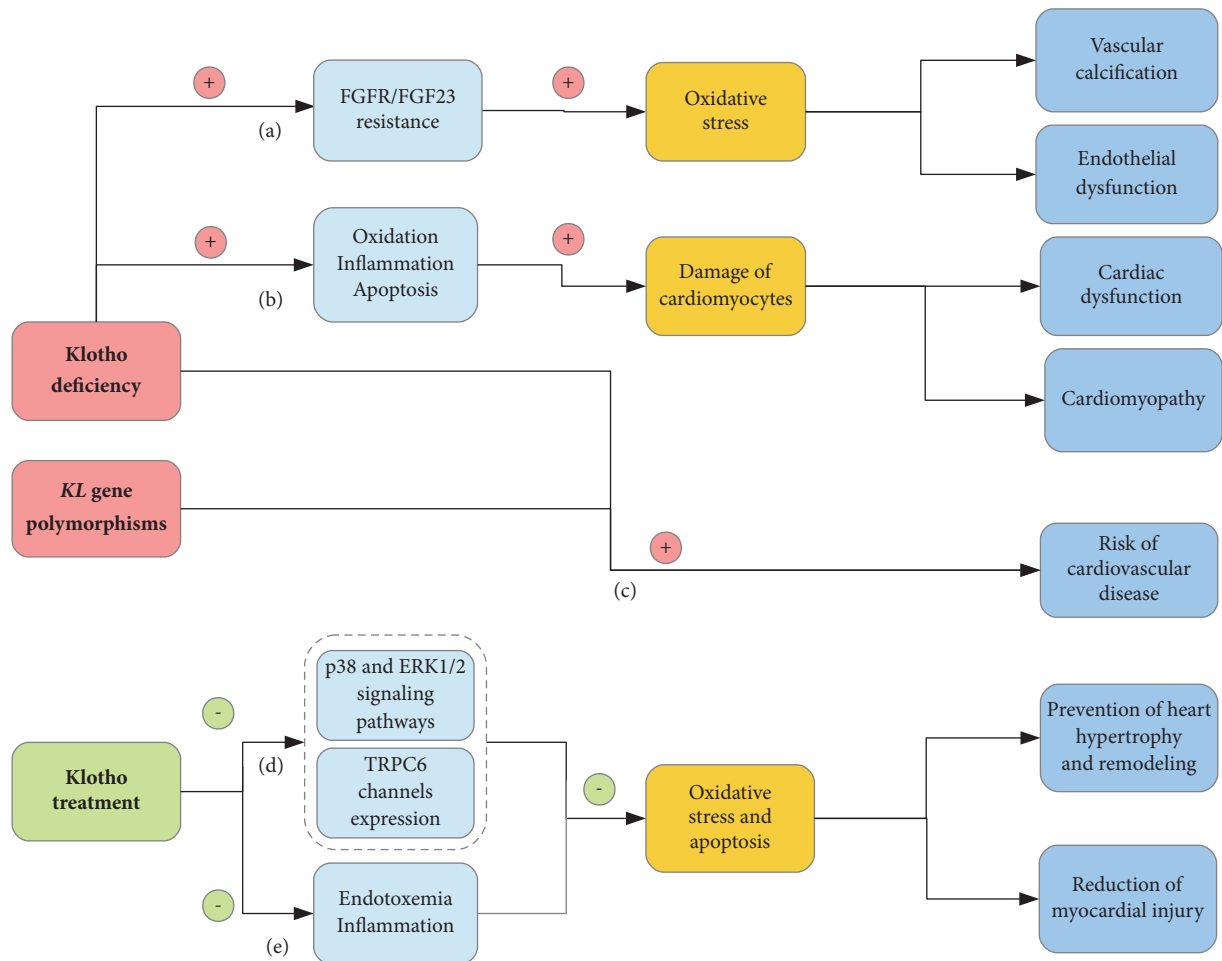 +
FGFR/FGF23
resistance
+
Oxidative
stress
Vascular
calcification
(a)
Endothelial
dysfunction
+
Oxidation
Inflammation
Apoptosis
+
Damage of
cardiomyocytes
Cardiac
dysfunction
(b)
Klotho
deficiency
Cardiomyopathy
KL gene
polymorphisms
+
Risk of
cardiovascular
disease
(c)
p38 and ERK1/2
signaling
pathways
-
(d)
TRPC6
channels
expression
Klotho
treatment
-
Oxidative
stress and
apoptosis
Prevention of heart
hypertrophy
and remodeling
-
Endotoxemia
Inflammation
(e)
Reduction of
myocardial injury